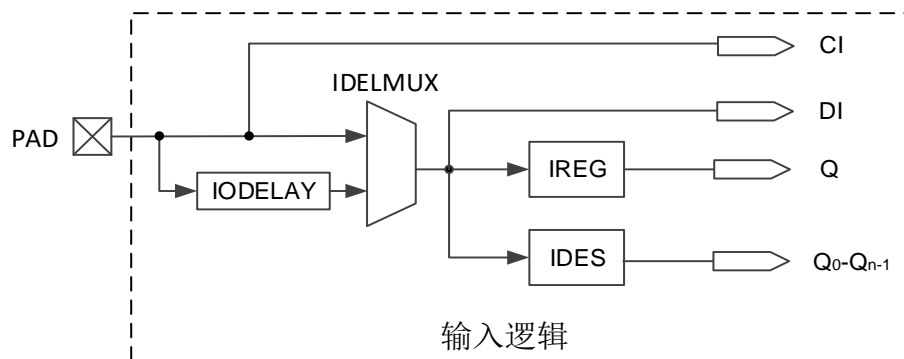 CI
IDELMUX
DI
PAD
IREG
Q
IODELAY
IDES
Q0-Qn-1
输入逻辑